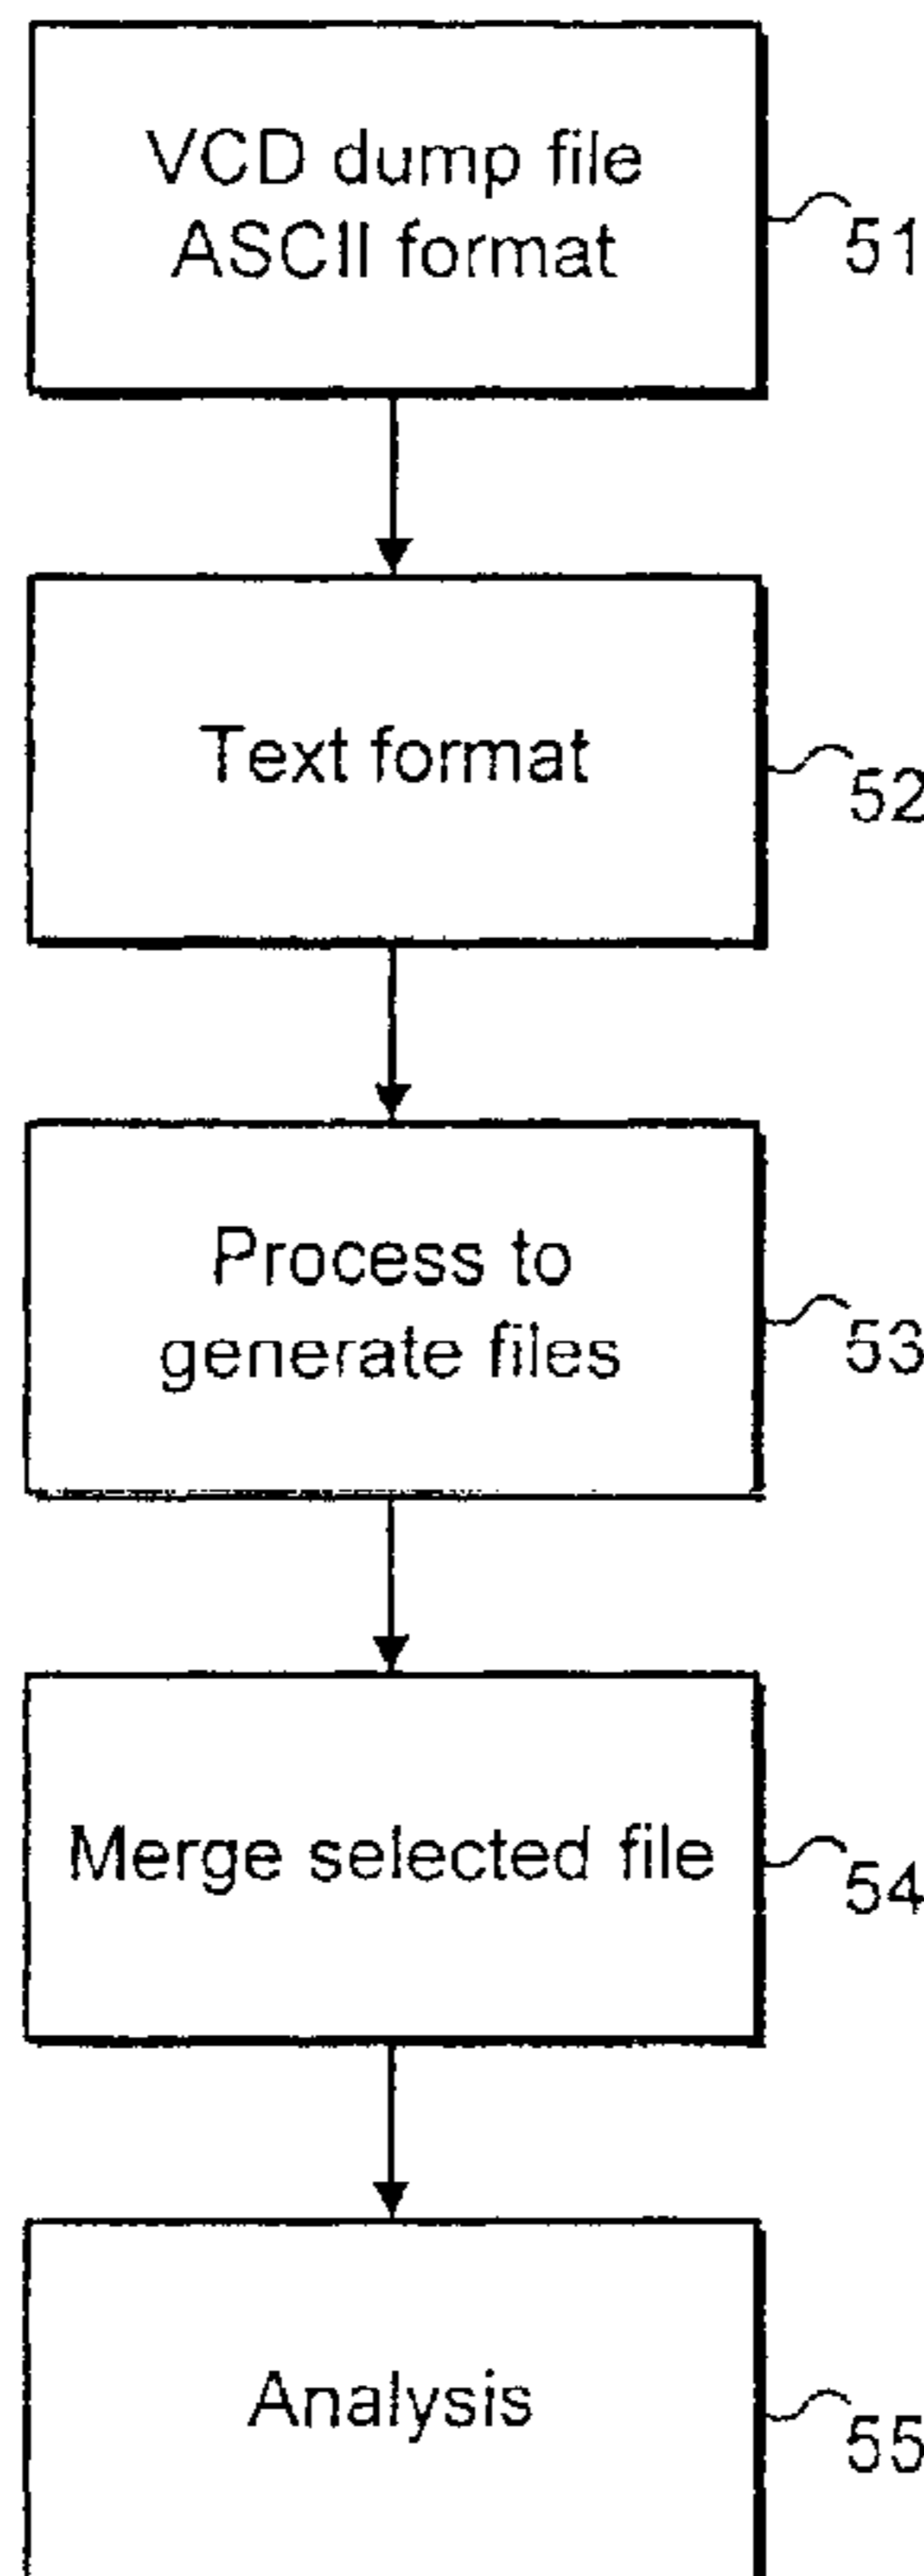 VCD dump file
ASCII format
51
Text format
52
Process to
generate files
53
Merge selected file
54
Analysis
55